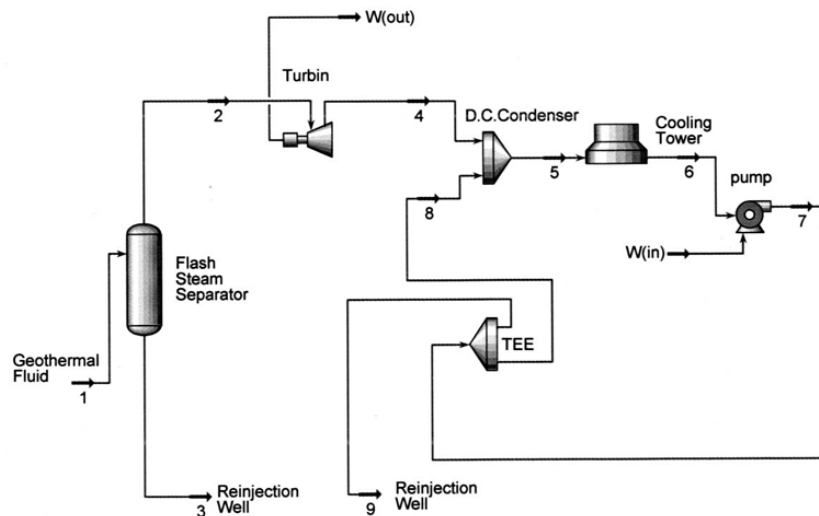 W(out)
Turbin
2
4
D.C.Condenser
Cooling
Tower
5
6
pump
7
8
W(in)
Flash
Steam
Separator
TEE
Geothermal
Fluid
1
Reinjection
Well
3
Reinjection
Well
9